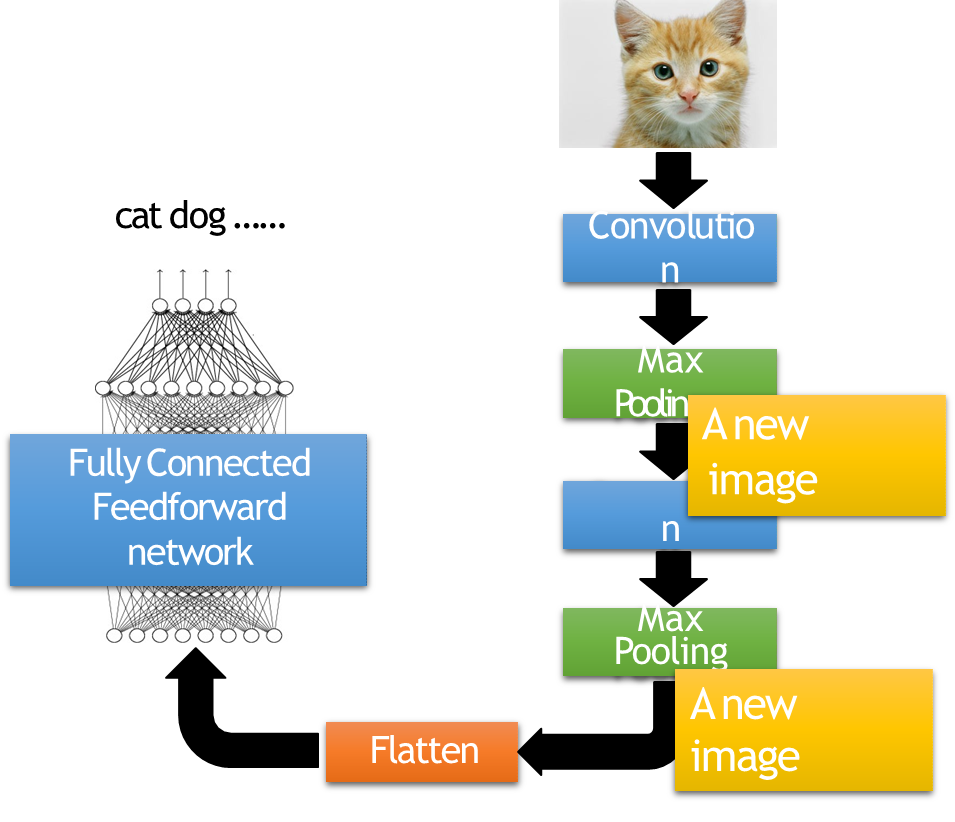 cat dog ……
Convolutio
n
Max
Poolin
A new
image
n
Max
Pooling
A new
image
Flatten
Fully Connected
Feedforward
network